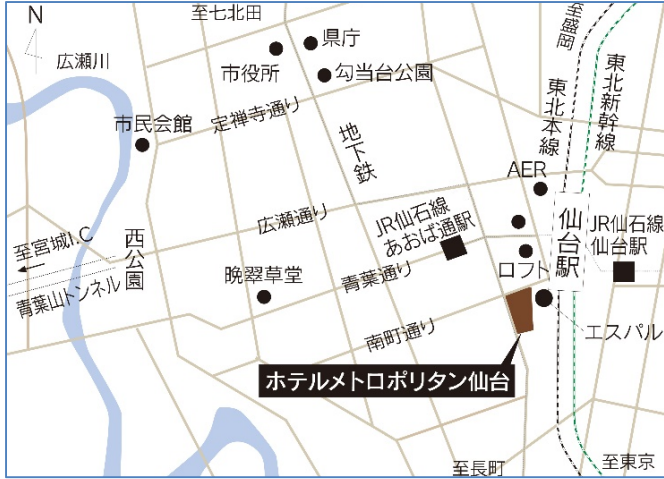 N
至七北田
至盛岡
広瀬川
県庁
市役所
勾当台公園
東北本線
東北新幹線
市民会館
定禅寺通り
地下鉄
AER
広瀬通り
JR仙石線
あおば通駅
仙台駅
JR仙石線
仙台駅
至宮城I.C
西公園
青葉山トンネル
晩翠草堂
青葉通り
ロフト
南町通り
エスパル
ホテルメトロポリタン仙台
至長町
至東京